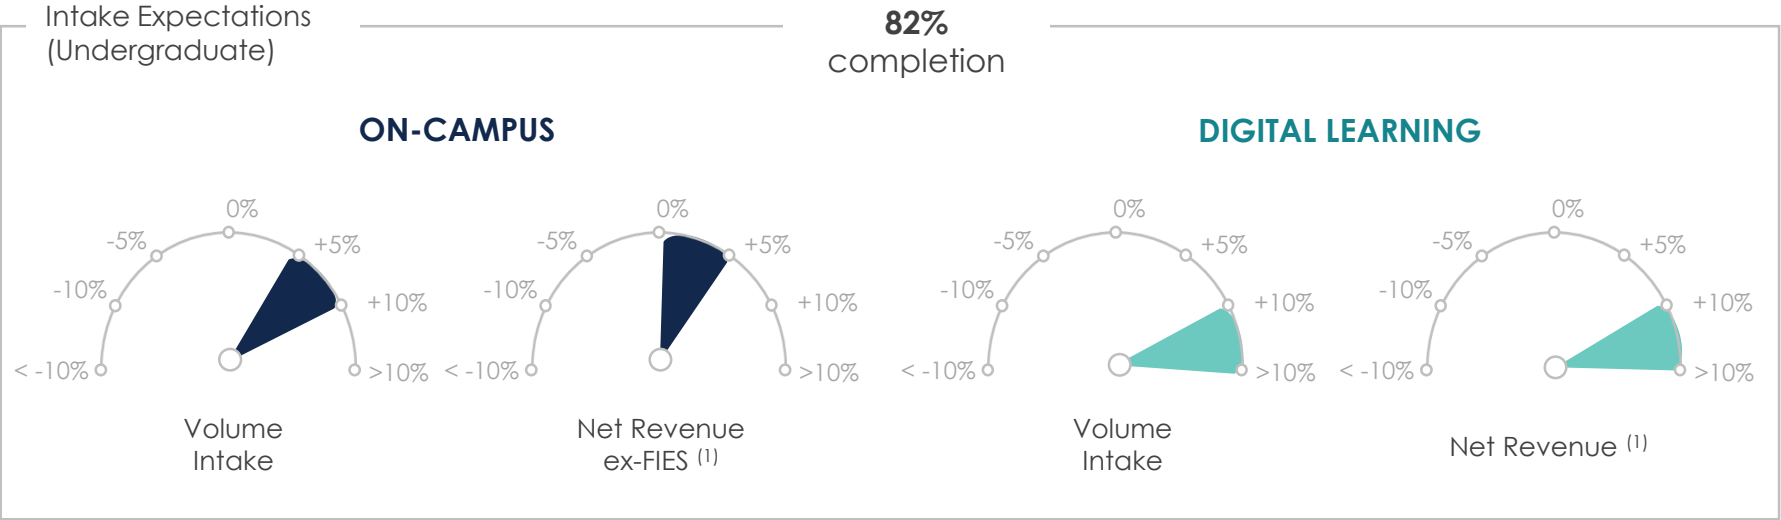 Intake Expectations
(Undergraduate)
82%
completion
ON-CAMPUS
DIGITAL LEARNING
0%
-5%
+5%
-10%
+10%
< -10%
>10%
Volume
Intake
0%
-5%
+5%
-10%
+10%
< -10%
>10%
Net Revenue
ex-FIES (1)
0%
-5%
+5%
-10%
+10%
< -10%
>10%
Volume
Intake
0%
-5%
+5%
-10%
+10%
< -10%
>10%
Net Revenue (1)